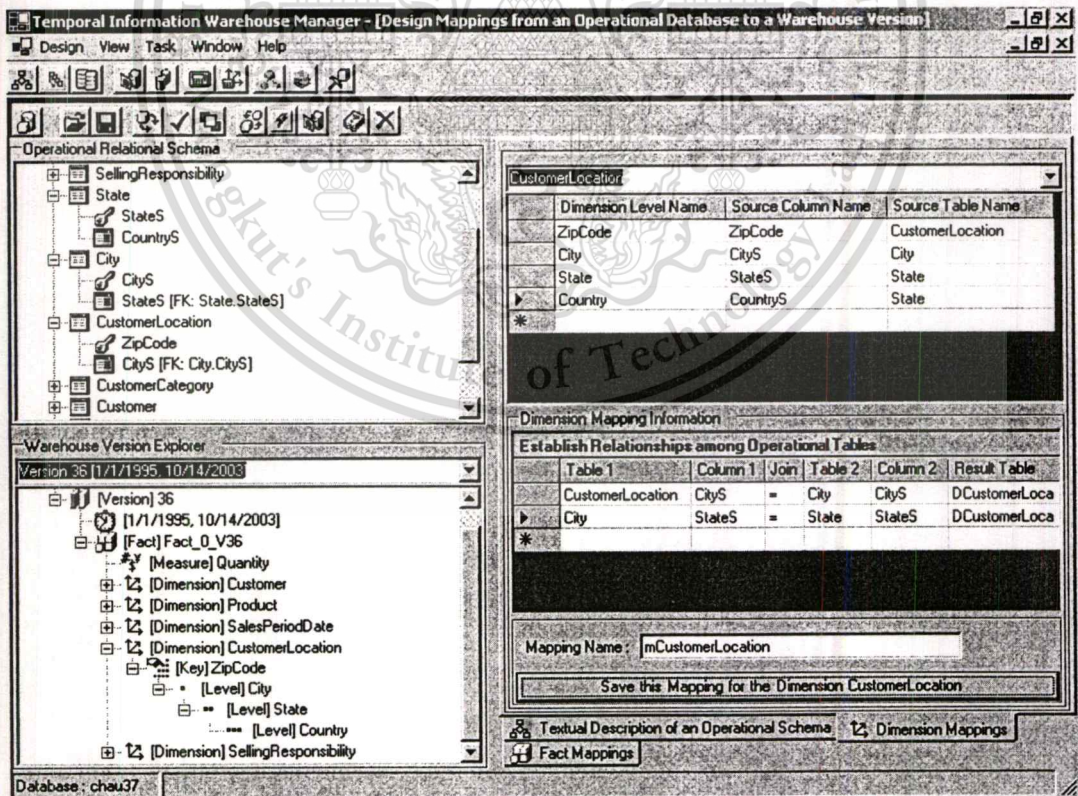 Temporal Information Warehouse Manager - [Design Mappings from an Operational Database to a Warehouse Version]
Design View Task Window Help
Operational Relational Schema
SellingResponsibility
State
StateS
CountryS
City
CityS
StateS [FK: State.StateS]
CustomerLocation
ZipCode
CityS [FK: City.CityS]
CustomerCategory
Customer
Warehouse Version Explorer
Version 36 [1/1/1995, 10/14/2003]
[Version] 36
[1/1/1995, 10/14/2003]
[Fact] Fact_0_V36
[Measure] Quantity
[Dimension] Customer
[Dimension] Product
[Dimension] SalesPeriodDate
[Dimension] CustomerLocation
[Key] ZipCode
[Level] City
[Level] State
[Level] Country
[Dimension] SellingResponsibility
CustomerLocation
Dimension Level Name Source Column Name Source Table Name
ZipCode ZipCode CustomerLocation
City CityS City
State StateS State
Country CountryS State
Dimension Mapping Information
Establish Relationships among Operational Tables
Table 1 Column 1 Join Table 2 Column 2 Result Table
CustomerLocation CityS = City CityS DCustomerLoca
City StateS = State StateS DCustomerLoca
Mapping Name : mCustomerLocation
Save this Mapping for the Dimension CustomerLocation
Textual Description of an Operational Schema Dimension Mappings
Fact Mappings
Database : chau37
gkut's Institute of Technology